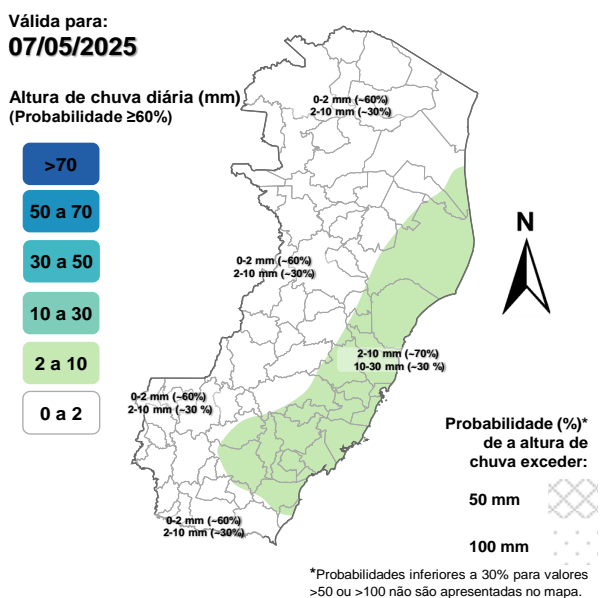 Válida para:
07/05/2025
Altura de chuva diária (mm)
(Probabilidade ≥60%)
>70
50 a 70
30 a 50
10 a 30
2 a 10
0 a 2
0-2 mm (~60%)
2-10 mm (~30%)
0-2 mm (~60%)
2-10 mm (~30%)
2-10 mm (~70%)
10-30 mm (~30 %)
0-2 mm (~60%)
2-10 mm (~30 %)
0-2 mm (~60%)
2-10 mm (~30%)
N
Probabilidade (%)*
de a altura de
chuva exceder:
50 mm
100 mm
*Probabilidades inferiores a 30% para valores
>50 ou >100 não são apresentadas no mapa.